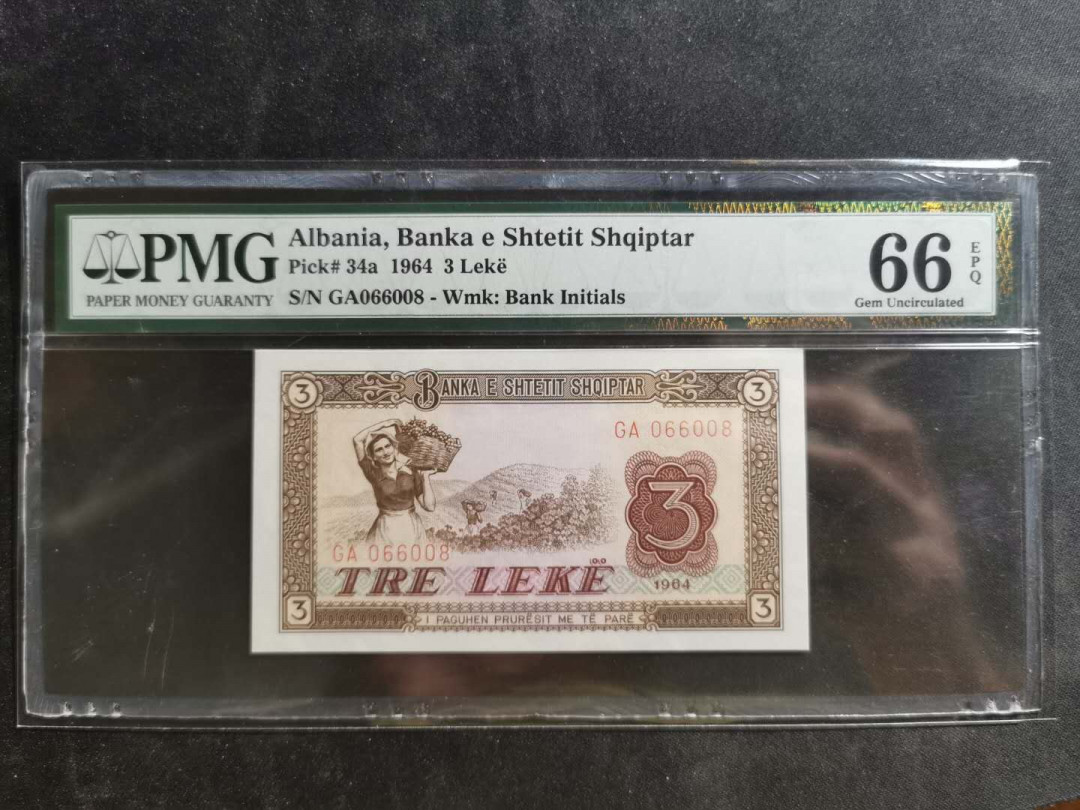 PMG
PAPER MONEY GUARANTY
Albania, Banka e Shtetit Shqiptar
Pick# 34a 1964 3 Lekë
S/N GA066008 - Wmk: Bank Initials
66
EPQ
Gem Uncirculated
3
BANKA E SHTETIT SHQIPTAR
3
GA 066008
3
GA 066008
TRE LEKË
1964
3
I PAGUHEN PRURËSIT ME TË PARË
3